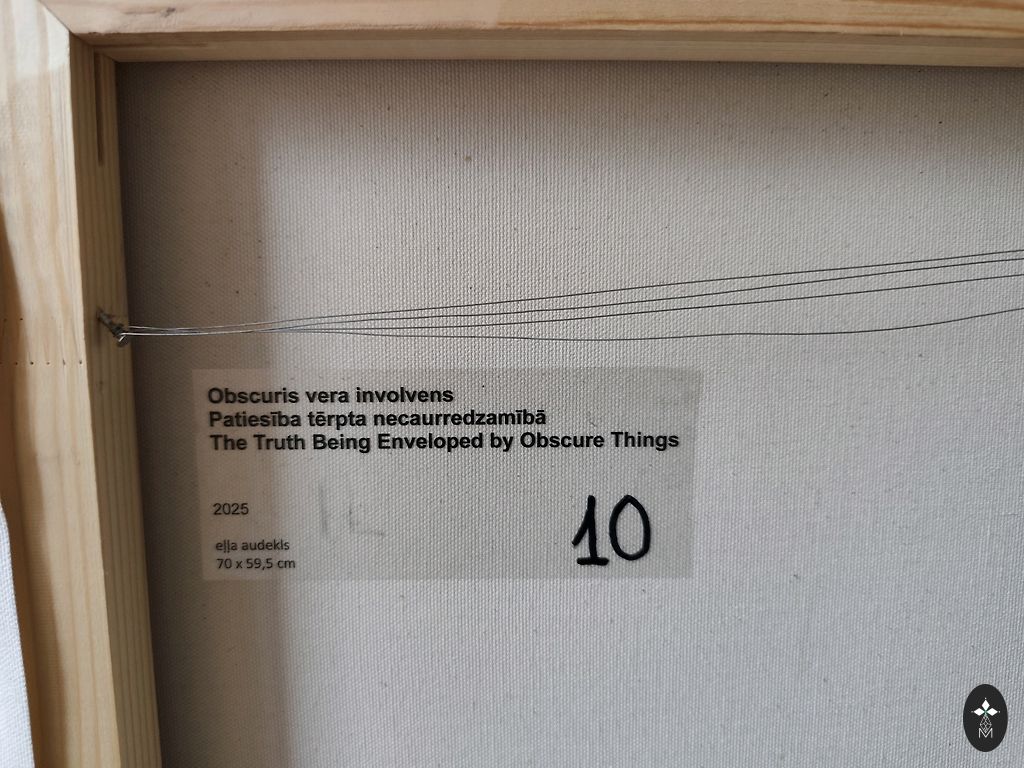 Obscuris vera involvens
Patiesība tērpta necaurredzamībā
The Truth Being Enveloped by Obscure Things
2025
eļļa audekls
70 x 59,5 cm
10
M